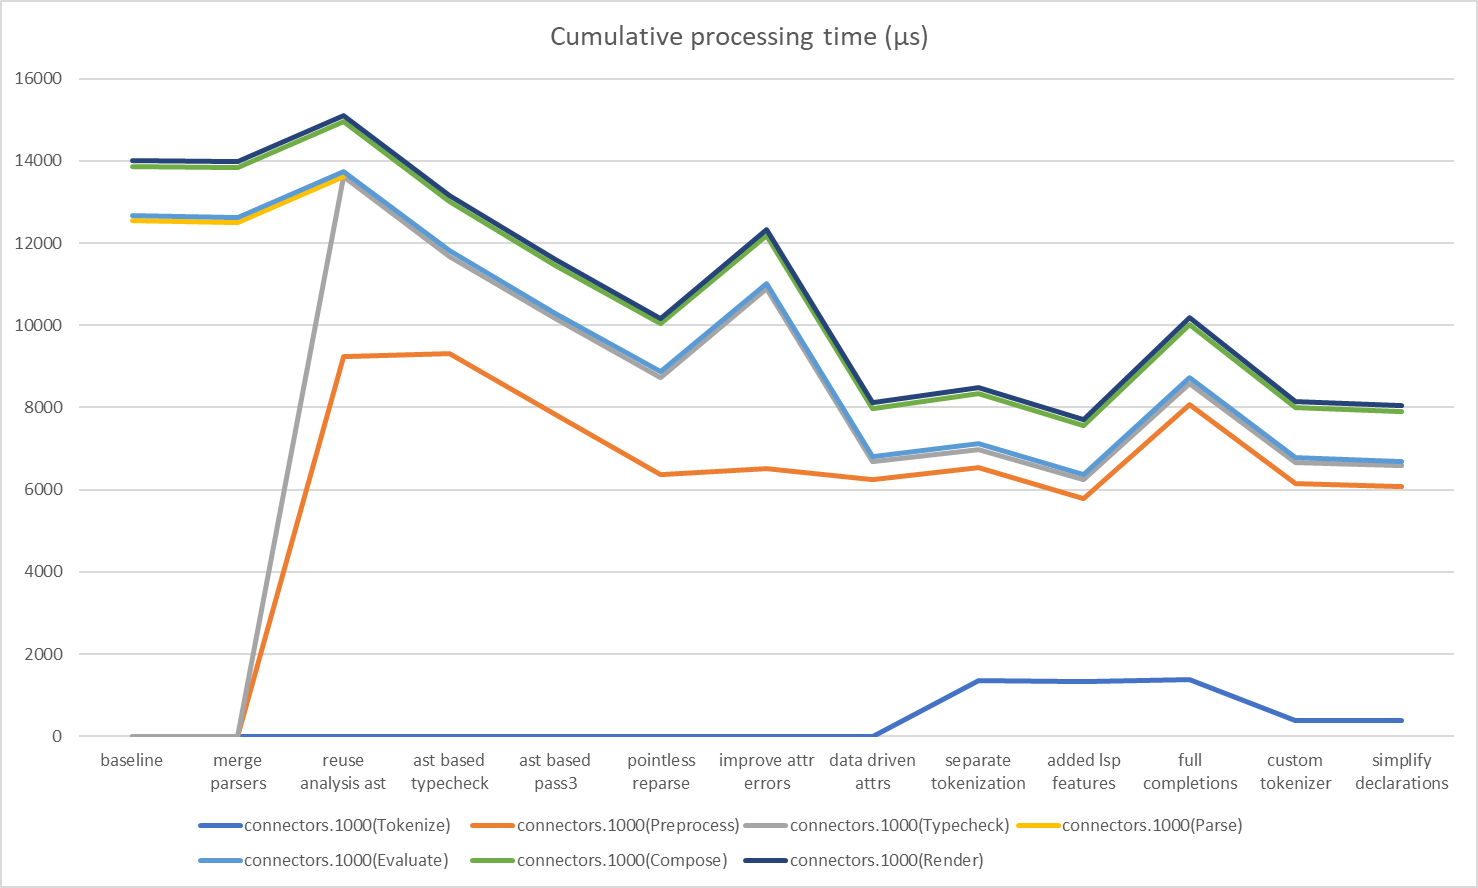 Cumulative processing time (µs)
16000
14000
12000
10000
8000
6000
4000
2000
0
baseline
merge
parsers
reuse
analysis ast
ast based
typecheck
ast based
pass3
pointless
reparse
improve attr
errors
data driven
attrs
separate
tokenization
added lsp
features
full
completions
custom
tokenizer
simplify
declarations
connectors.1000(Tokenize)
connectors.1000(Preprocess)
connectors.1000(Typecheck)
connectors.1000(Parse)
connectors.1000(Evaluate)
connectors.1000(Compose)
connectors.1000(Render)